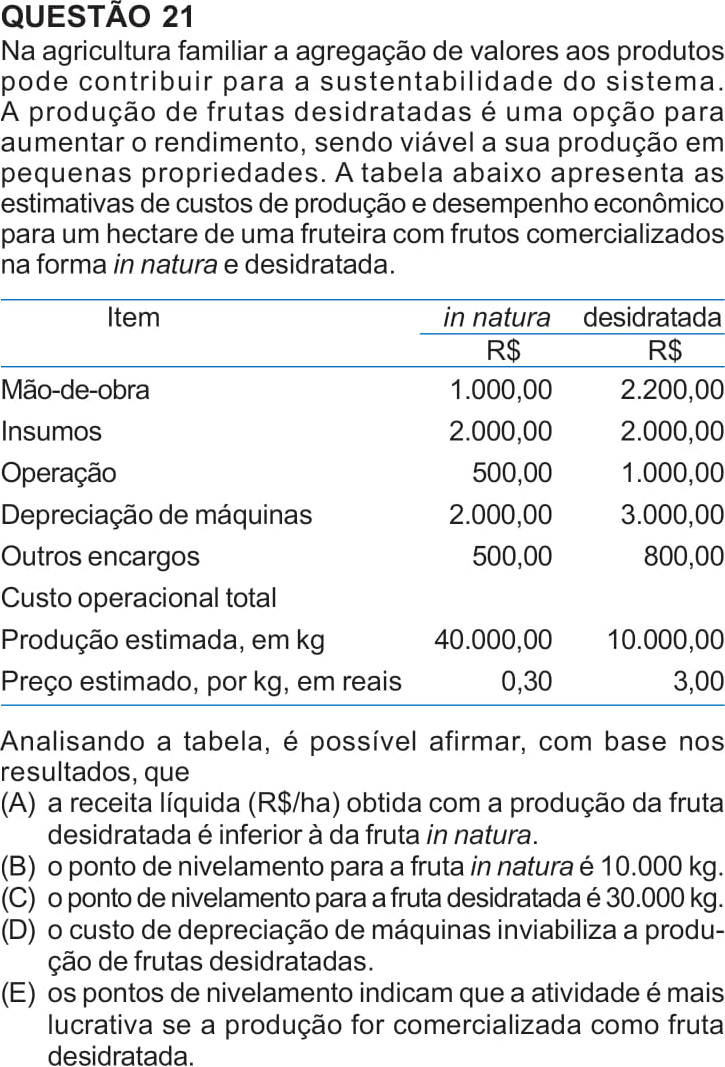 QUESTÃO 21
Na agricultura familiar a agregação de valores aos produtos
pode contribuir para a sustentabilidade do sistema.
A produção de frutas desidratadas é uma opção para
aumentar o rendimento, sendo viável a sua produção em
pequenas propriedades. A tabela abaixo apresenta as
estimativas de custos de produção e desempenho econômico
para um hectare de uma fruteira com frutos comercializados
na forma in natura e desidratada.
Item in natura desidratada
R$ R$
Mão-de-obra 1.000,00 2.200,00
Insumos 2.000,00 2.000,00
Operação 500,00 1.000,00
Depreciação de máquinas 2.000,00 3.000,00
Outros encargos 500,00 800,00
Custo operacional total
Produção estimada, em kg 40.000,00 10.000,00
Preço estimado, por kg, em reais 0,30 3,00
Analisando a tabela, é possível afirmar, com base nos
resultados, que
(A) a receita líquida (R$/ha) obtida com a produção da fruta
desidratada é inferior à da fruta in natura.
(B) o ponto de nivelamento para a fruta in natura é 10.000 kg.
(C) o ponto de nivelamento para a fruta desidratada é 30.000 kg.
(D) o custo de depreciação de máquinas inviabiliza a produ-
ção de frutas desidratadas.
(E) os pontos de nivelamento indicam que a atividade é mais
lucrativa se a produção for comercializada como fruta
desidratada.